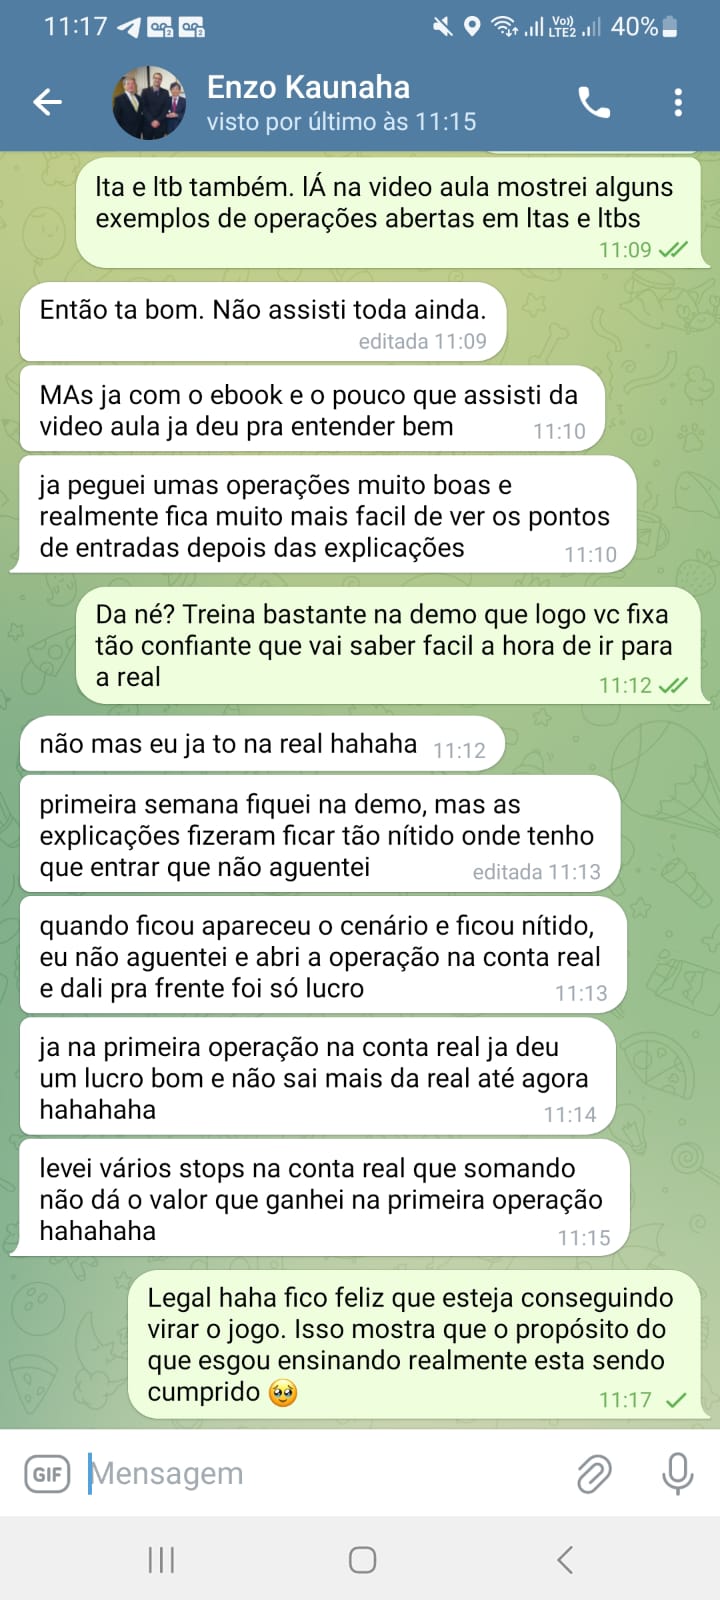 11:17
Vo))
LTE2
40%
Enzo Kaunaha
visto por último às 11:15
lta e ltb também. lÁ na video aula mostrei alguns
exemplos de operações abertas em ltas e ltbs
11:09
Então ta bom. Não assisti toda ainda.
editada 11:09
MAs ja com o ebook e o pouco que assisti da
video aula ja deu pra entender bem
11:10
ja peguei umas operações muito boas e
realmente fica muito mais facil de ver os pontos
de entradas depois das explicações
11:10
Da né? Treina bastante na demo que logo vc fixa
tão confiante que vai saber facil a hora de ir para
a real
11:12
não mas eu ja to na real hahaha
11:12
primeira semana fiquei na demo, mas as
explicações fizeram ficar tão nítido onde tenho
que entrar que não aguentei
editada 11:13
quando ficou apareceu o cenário e ficou nítido,
eu não aguentei e abri a operação na conta real
e dali pra frente foi só lucro
11:13
ja na primeira operação na conta real ja deu
um lucro bom e não sai mais da real até agora
hahahaha
11:14
levei vários stops na conta real que somando
não dá o valor que ganhei na primeira operação
hahahaha
11:15
Legal haha fico feliz que esteja conseguindo
virar o jogo. Isso mostra que o propósito do
que esgou ensinando realmente esta sendo
cumprido 🥹
11:17
GIF
Mensagem